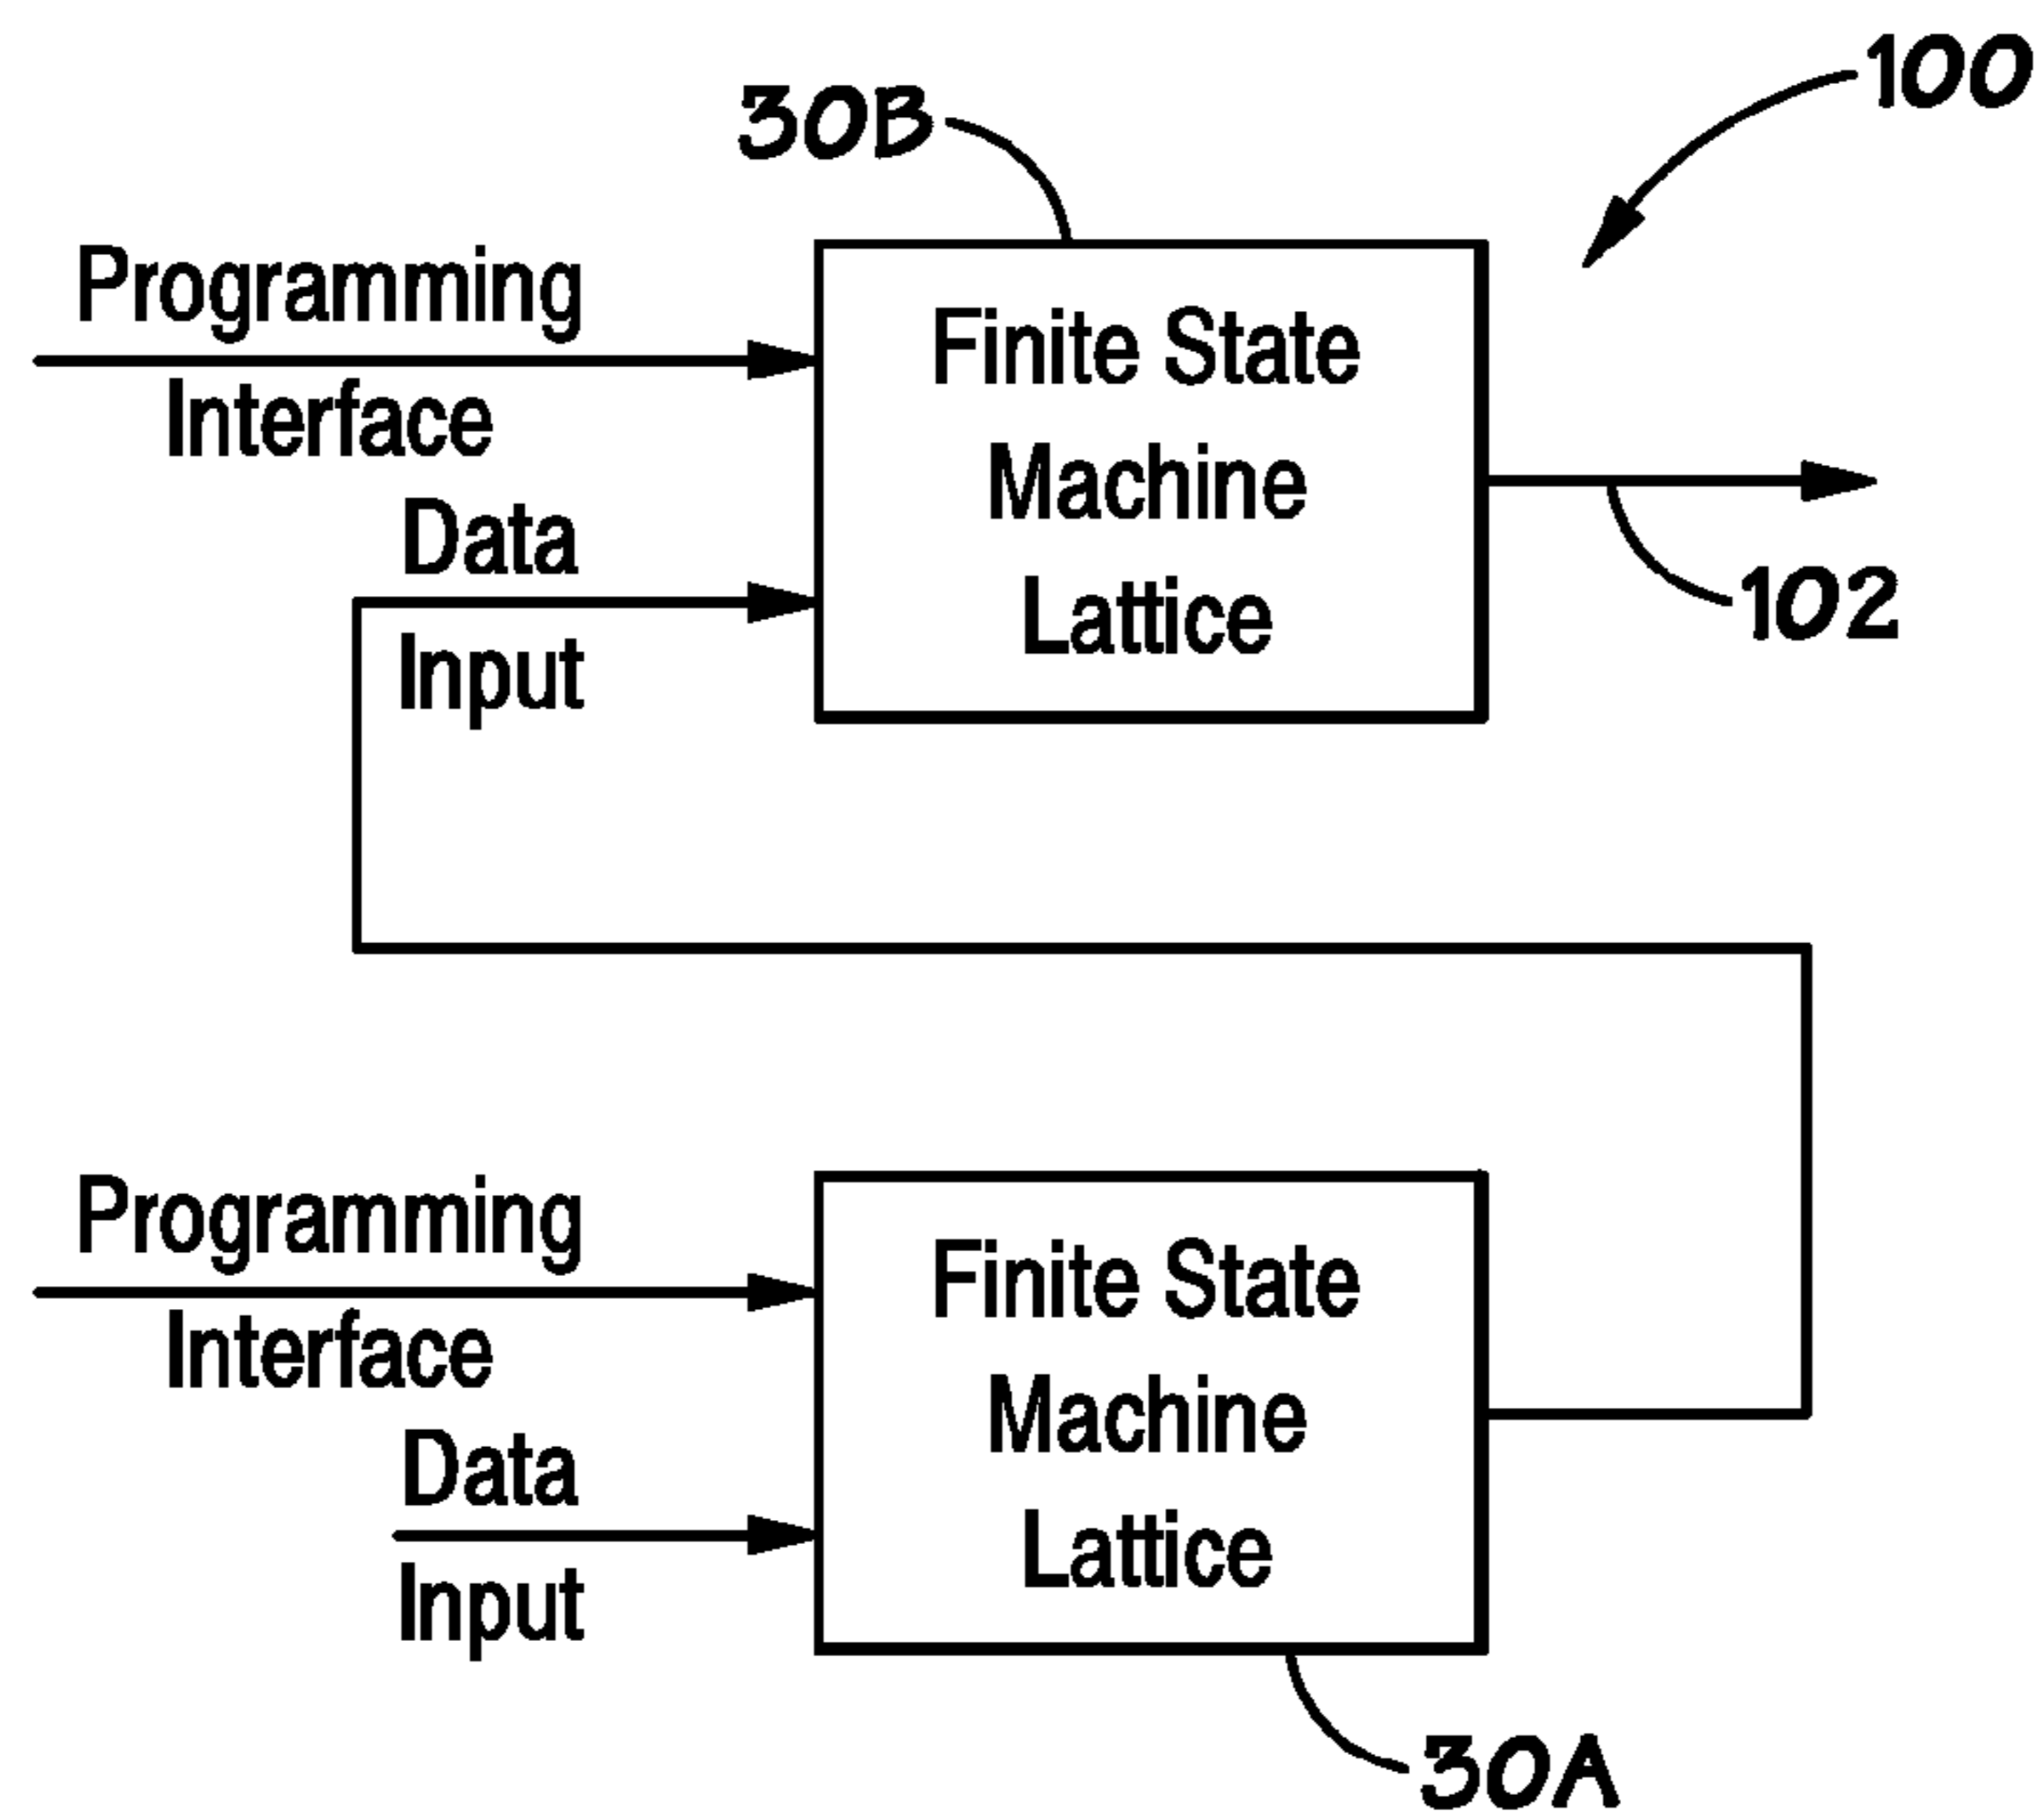 100
30B
Programming
Interface
Data
Input
Finite State
Machine
Lattice
102
Programming
Interface
Data
Input
Finite State
Machine
Lattice
30A